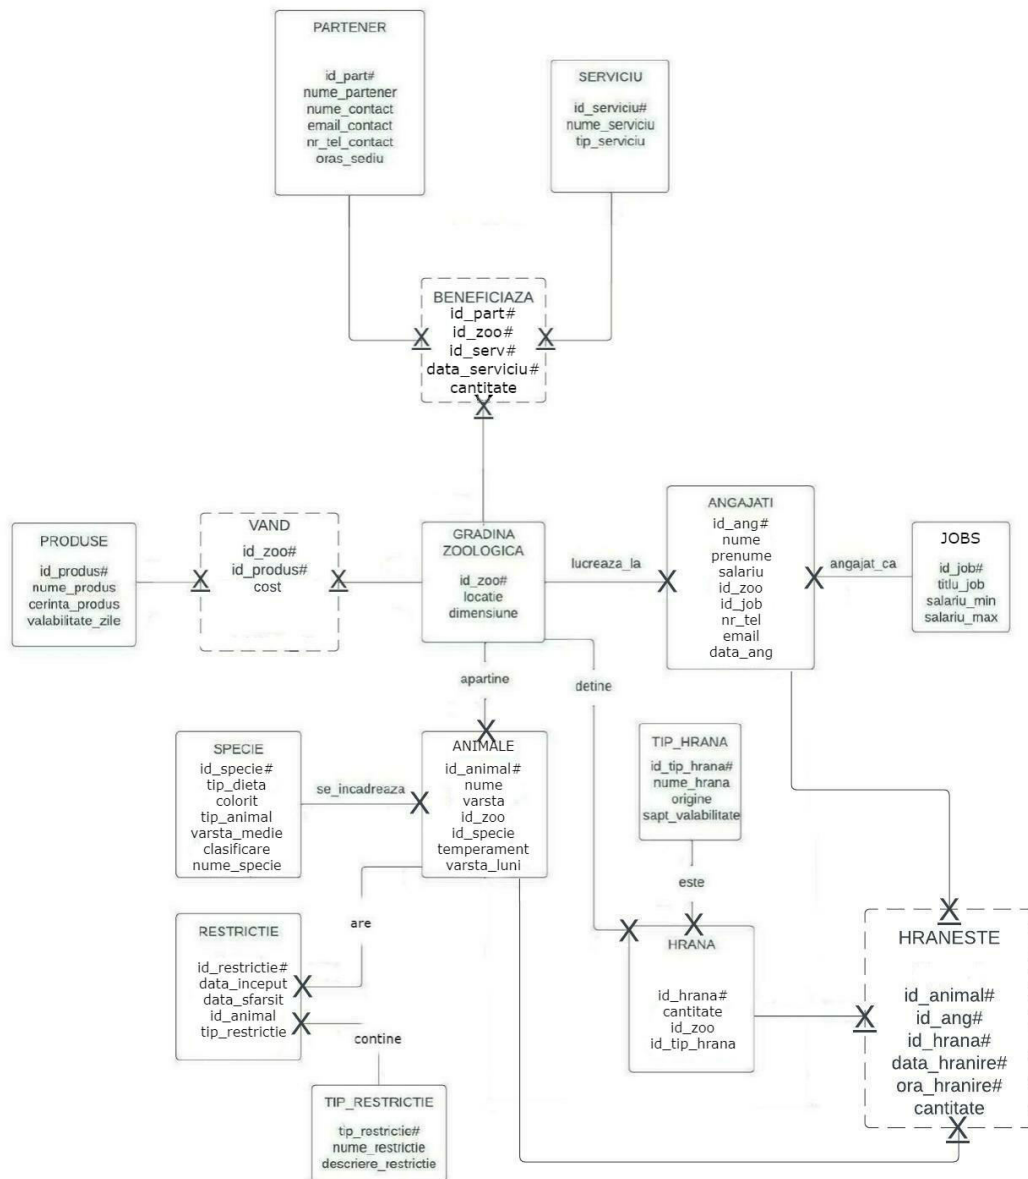 PARTENER
id_part#
nume_partener
nume_contact
email_contact
nr_tel_contact
oras_sediu
SERVICIU
id_serviciu#
nume_serviciu
tip_serviciu
BENEFICIAZA
id_part#
id_zoo#
id_serv#
data_serviciu#
cantitate
PRODUSE
id_produs#
nume_produs
cerinta_produs
valabilitate_zile
VAND
id_zoo#
id_produs#
cost
GRADINA
ZOOLOGICA
id_zoo#
locatie
dimensiune
lucreaza_la
ANGAJATI
id_ang#
nume
prenume
salariu
id_zoo
id_job
nr_tel
email
data_ang
angajat_ca
JOBS
id_job#
titlu_job
salariu_min
salariu_max
apartine
detine
SPECIE
id_specie#
tip_dieta
colorit
tip_animal
varsta_medie
clasificare
nume_specie
se_incadreaza
ANIMALE
id_animal#
nume
varsta
id_zoo
id_specie
temperament
varsta_luni
TIP_HRANA
id_tip_hrana#
nume_hrana
origine
sapt_valabilitate
este
are
RESTRICTIE
id_restrictie#
data_inceput
data_sfarsit
id_animal
tip_restrictie
contine
HRANA
id_hrana#
cantitate
id_zoo
id_tip_hrana
HRANESTE
id_animal#
id_ang#
id_hrana#
data_hranire#
ora_hranire#
cantitate
TIP_RESTRICTIE
tip_restrictie#
nume_restrictie
descriere_restrictie